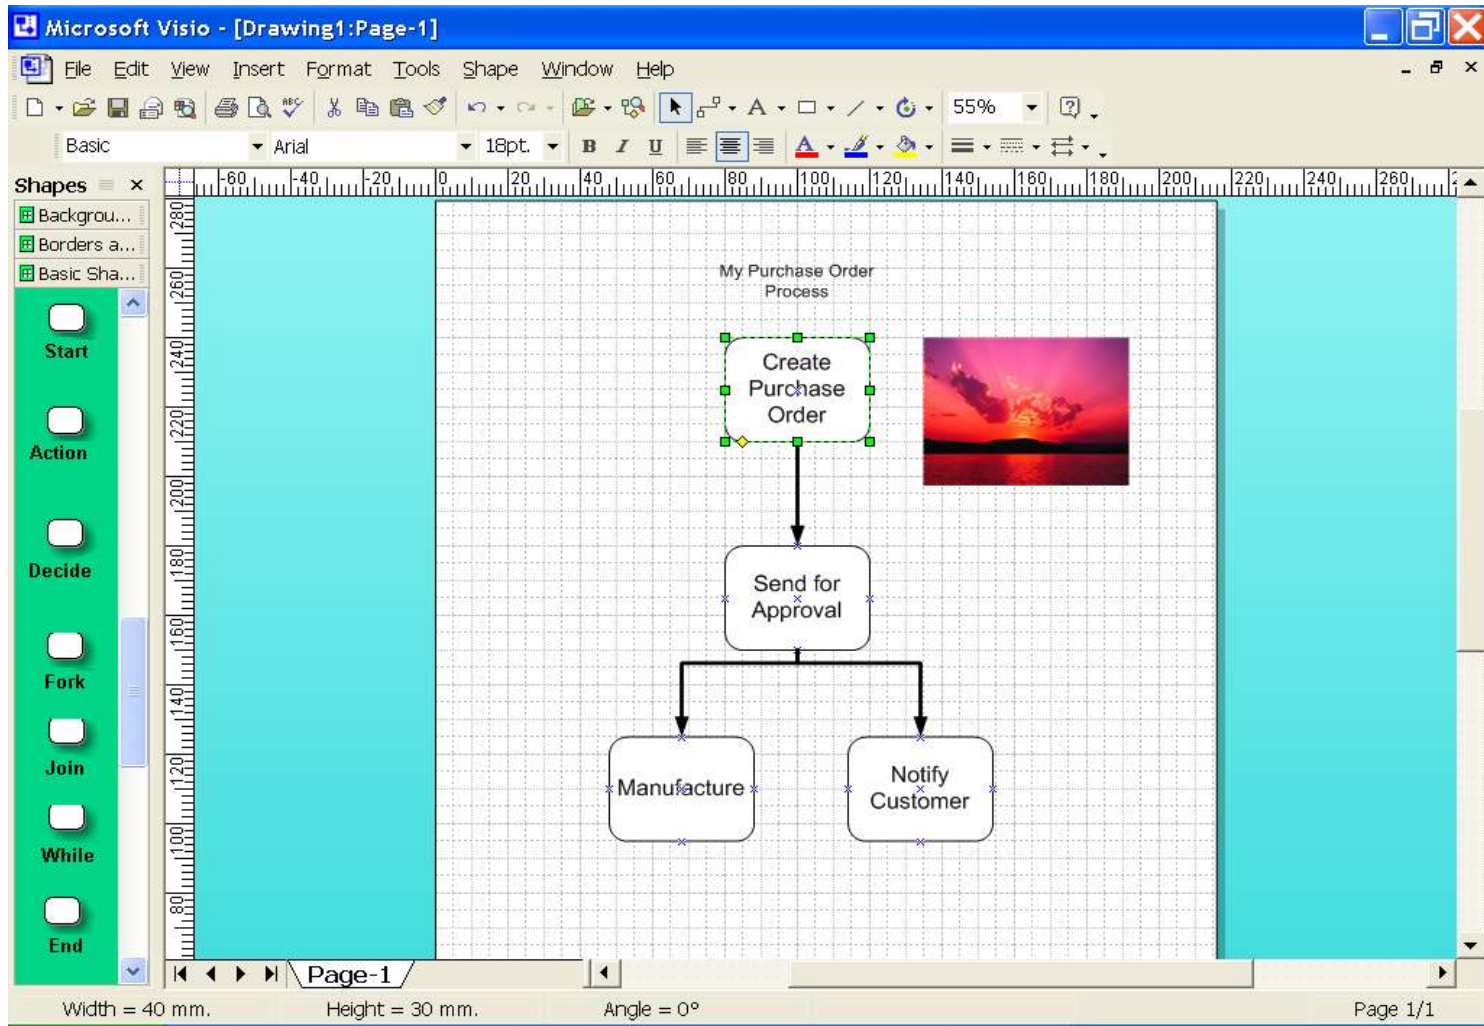 Microsoft Visio - [Drawing1:Page-1]
File Edit View Insert Format Tools Shape Window Help
ABC A 55% ?
Basic Arial 18pt. B I U A
Shapes
-60 -40 -20 0 20 40 60 80 100 120 140 160 180 200 220 240 260
Backgrou...
Borders a...
Basic Sha...
Start
Action
Decide
Fork
Join
While
End
280
260
240
220
200
180
160
140
120
100
80
My Purchase Order
Process
Create
Purchase
Order
Send for
Approval
Manufacture
Notify
Customer
Page-1
Width = 40 mm. Height = 30 mm. Angle = 0° Page 1/1